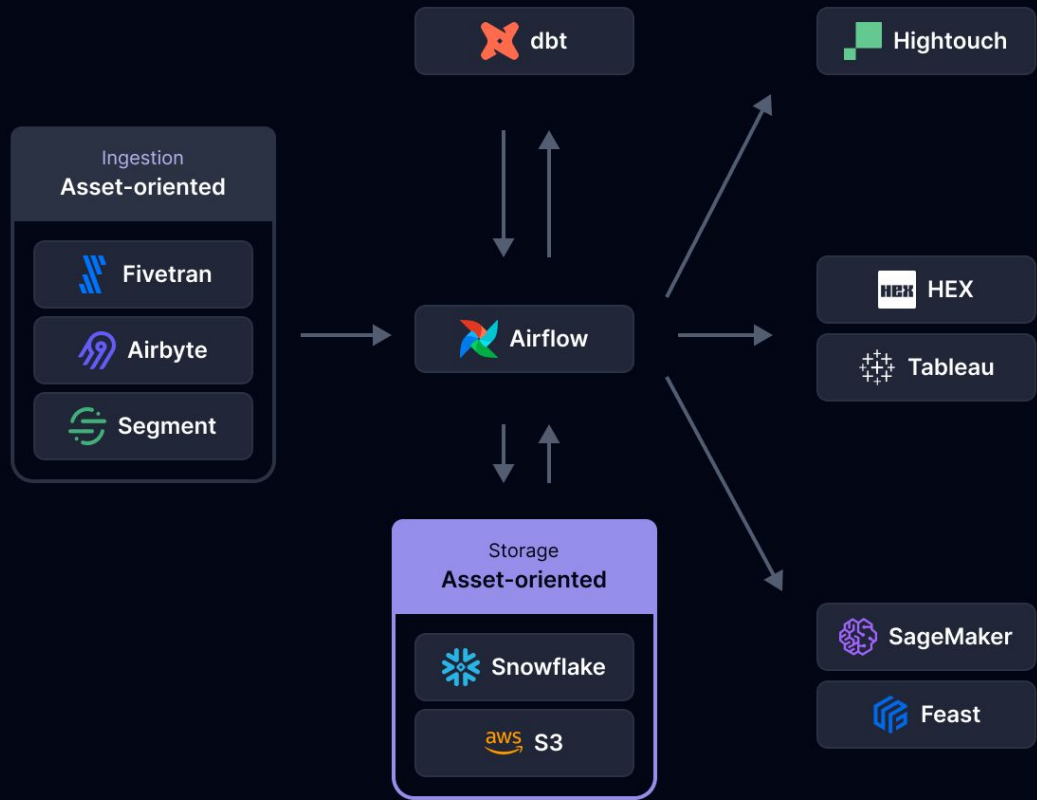 dbt
Hightouch
Ingestion
Asset-oriented
Fivetran
Airbyte
Segment
Airflow
HEX HEX
Tableau
Storage
Asset-oriented
Snowflake
aws S3
SageMaker
Feast